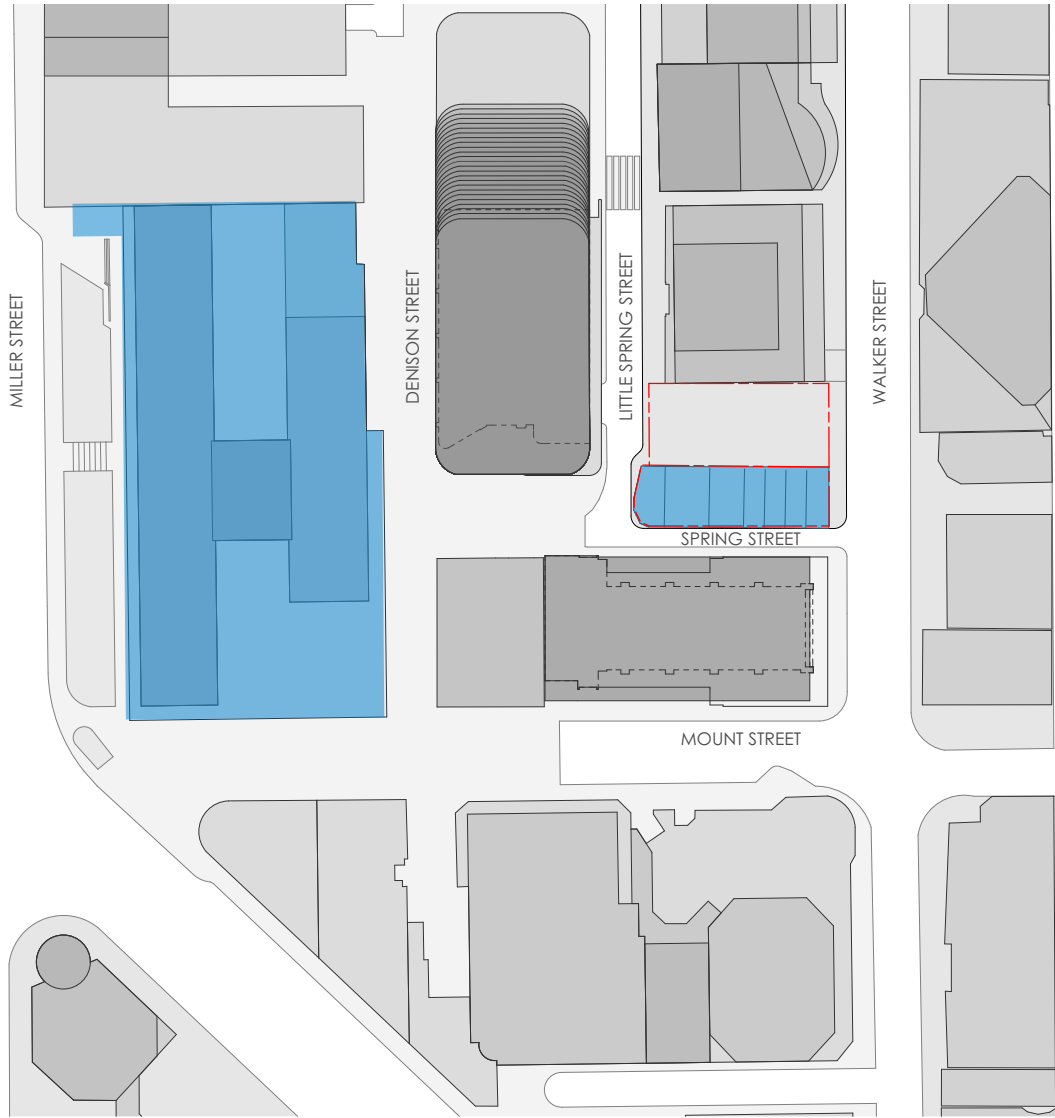 MILLER STREET
DENISON STREET
LITTLE SPRING STREET
WALKER STREET
SPRING STREET
MOUNT STREET